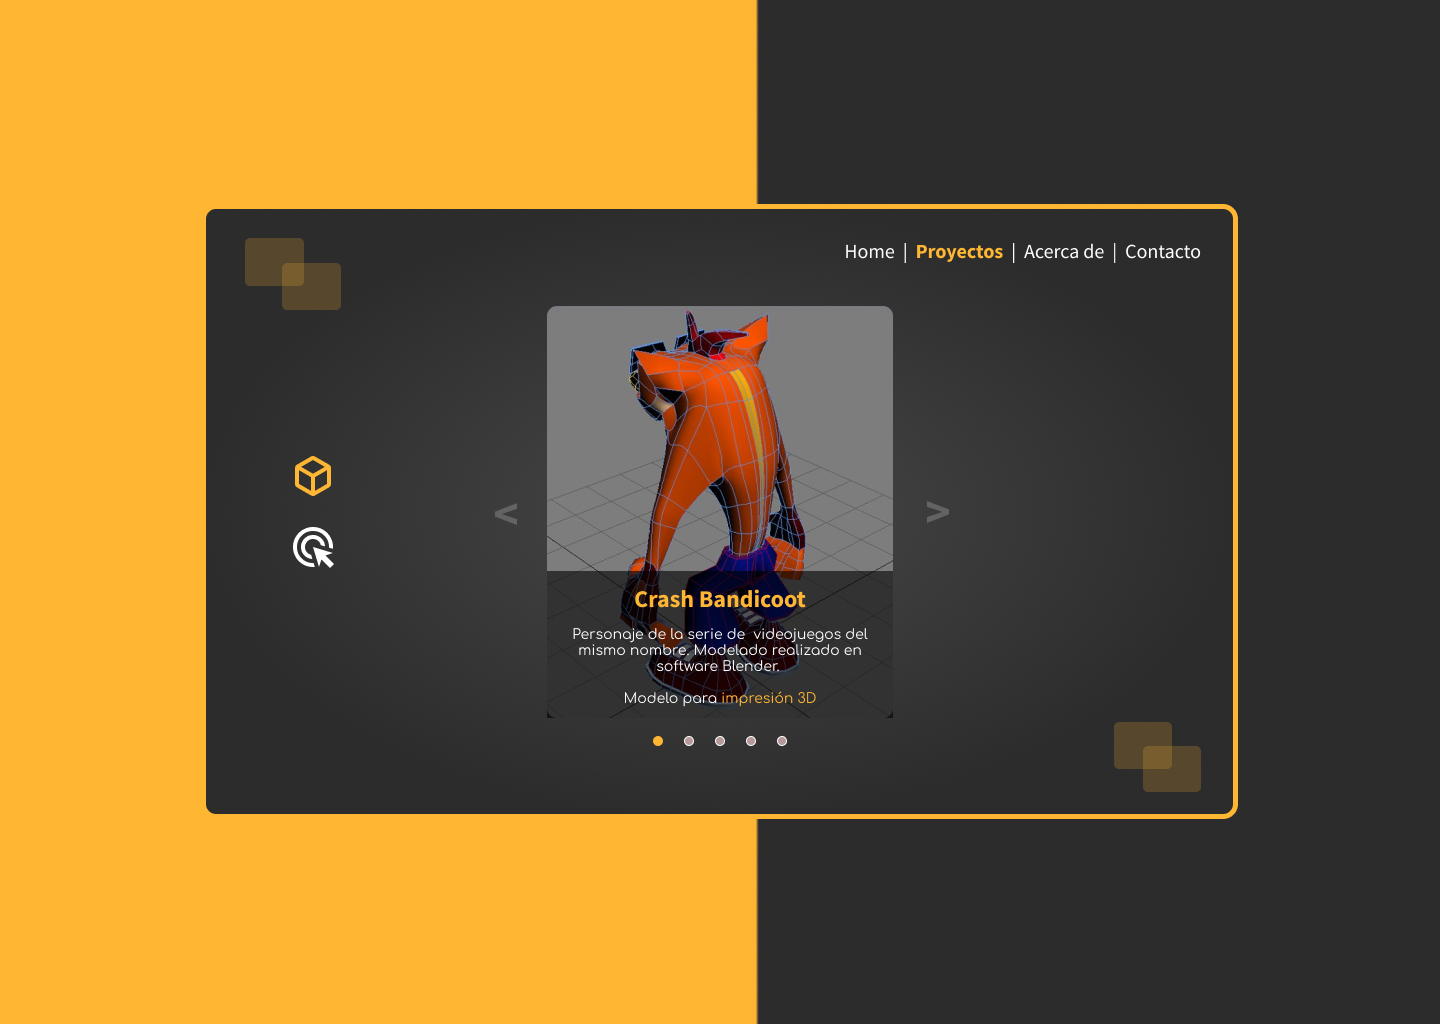 Home | Proyectos | Acerca de | Contacto
< >
Crash Bandicoot
Personaje de la serie de  videojuegos del
mismo nombre. Modelado realizado en
software Blender.
Modelo para impresión 3D